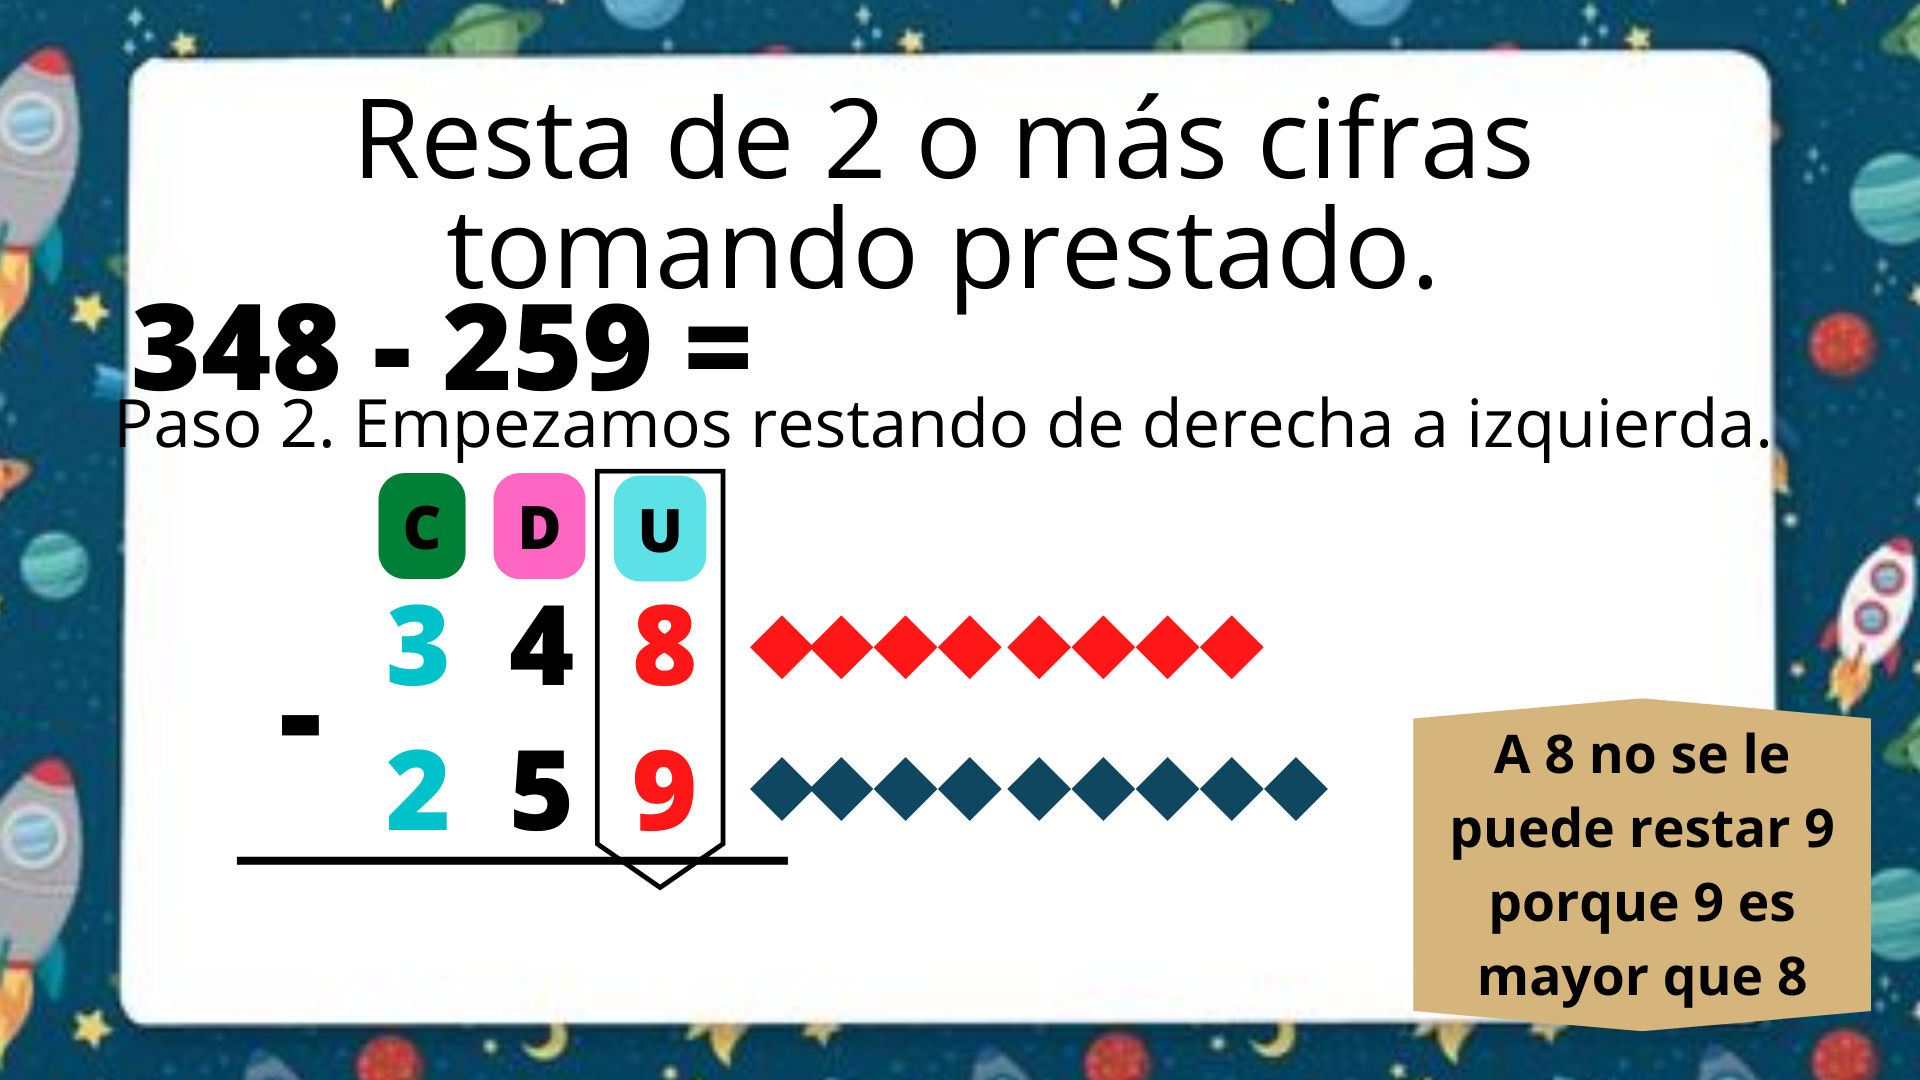 Resta de 2 o más cifras
tomando prestado.
348 - 259 =
Paso 2. Empezamos restando de derecha a izquierda.
C D U
3 4 8
-
2 5 9
A 8 no se le
puede restar 9
porque 9 es
mayor que 8